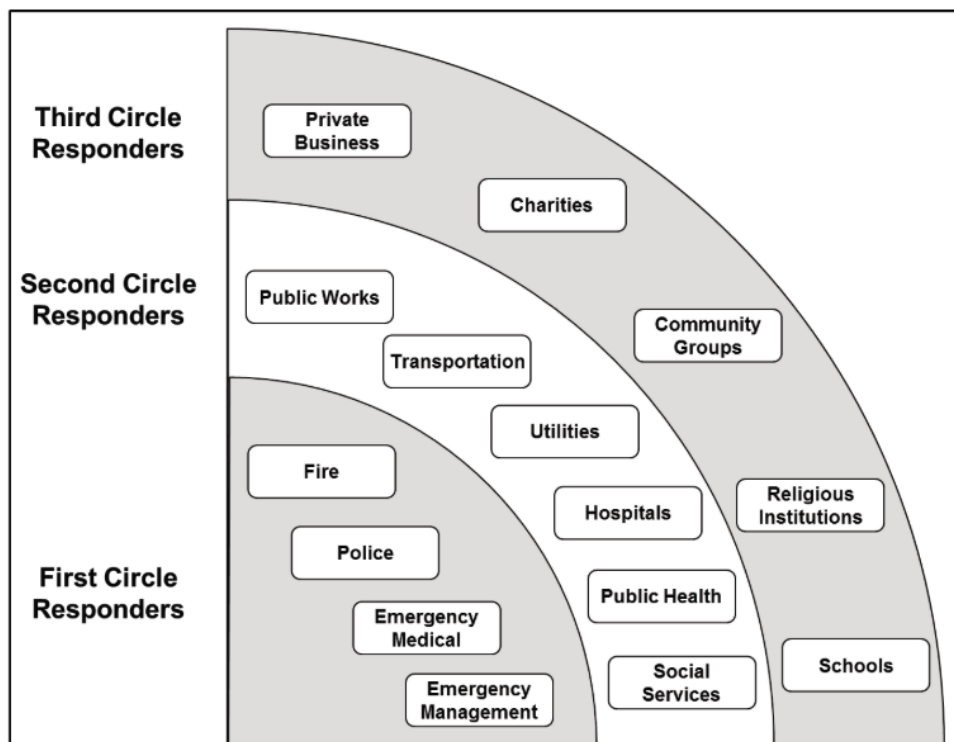 Third Circle
Responders
Private
Business
Charities
Second Circle
Responders
Public Works
Community
Groups
Transportation
Utilities
Fire
Hospitals
Religious
Institutions
Police
First Circle
Responders
Public Health
Emergency
Medical
Schools
Social
Services
Emergency
Management